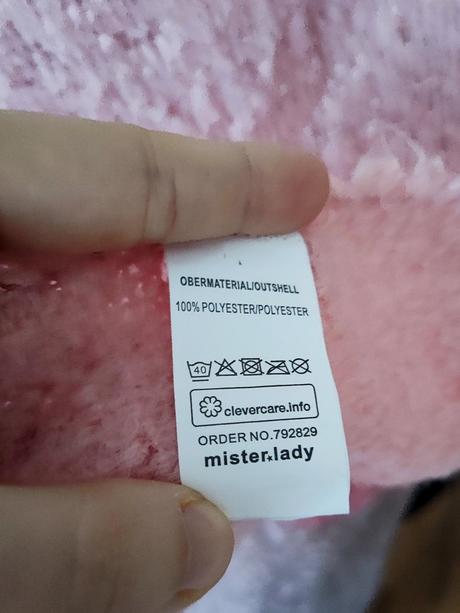 OBERMATERIAL/OUTSHELL
100% POLYESTER/POLYESTER
40
clevercare.info
ORDER NO.792829
mister★lady